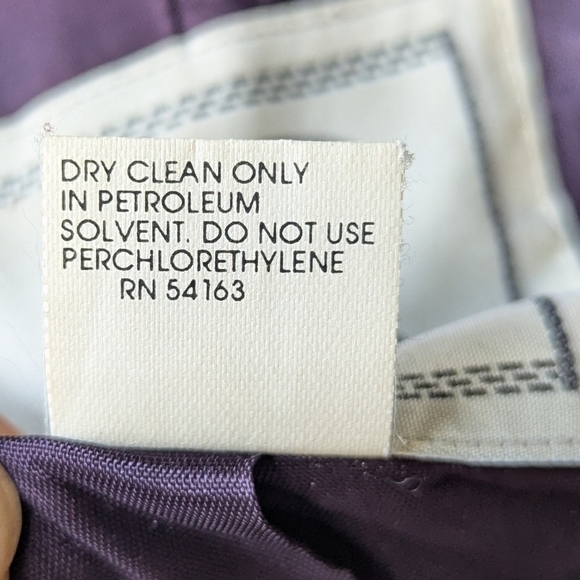 DRY CLEAN ONLY
IN PETROLEUM
SOLVENT. DO NOT USE
PERCHLORETHYLENE
RN 54163